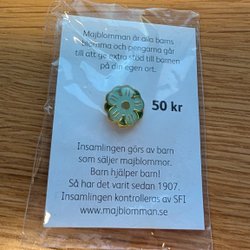 Majblomman är alla barns
blomma och pengarna går
till att ge extra stöd till barnen
på din egen ort.
50 kr
Insamlingen görs av barn
som säljer majblommor.
Barn hjälper barn!
Så har det varit sedan 1907.
Insamlingen kontrolleras av SFI
www.majblomman.se